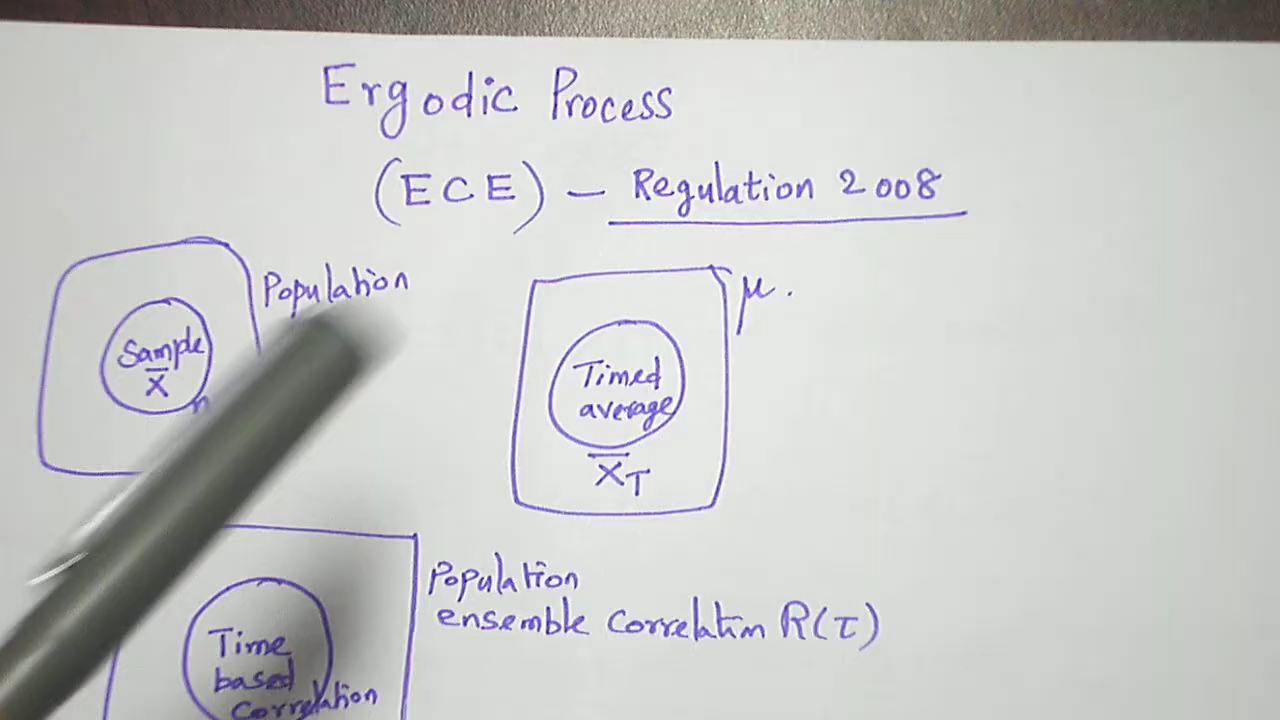 Ergodic Process
(ECE) – Regulation 2008
Population
Sample
X̅
n
μ.
Timed
average
X̅T
Population
ensemble correlation R(τ)
Time
based
Correlation